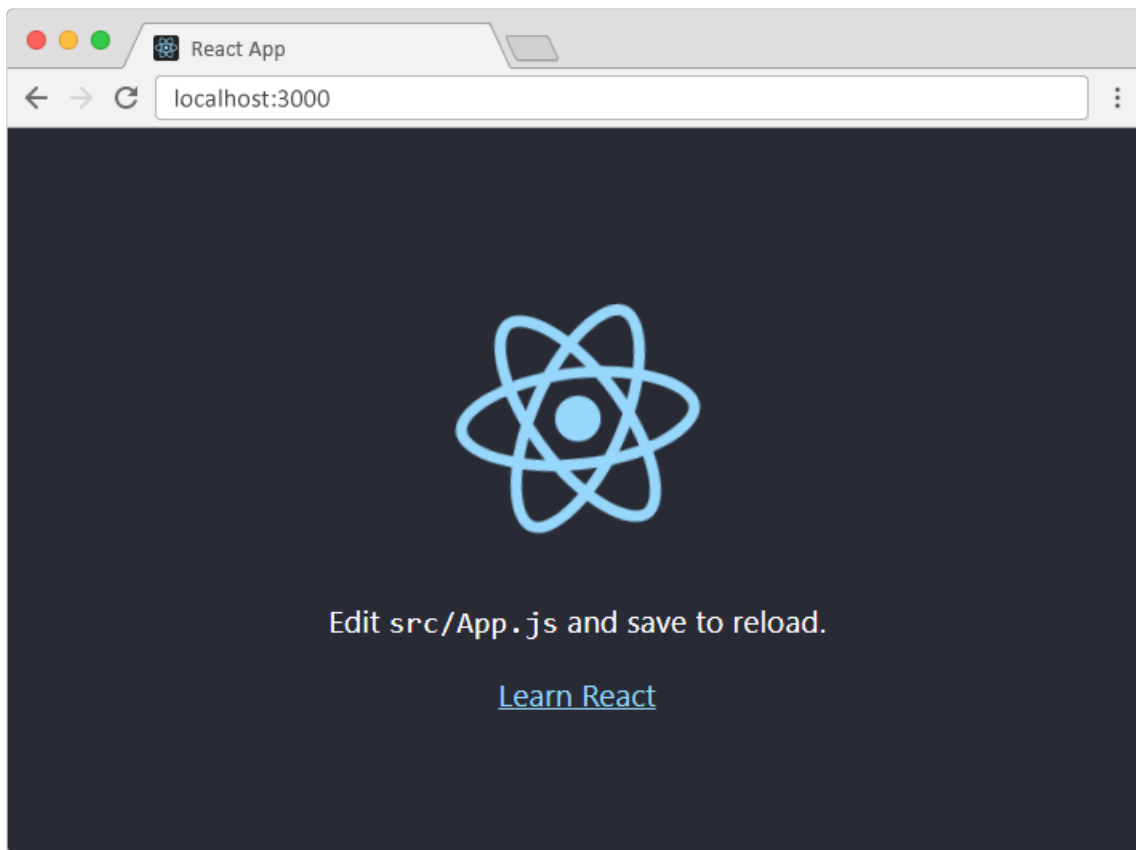 React App
localhost:3000
Edit src/App.js and save to reload.
Learn React